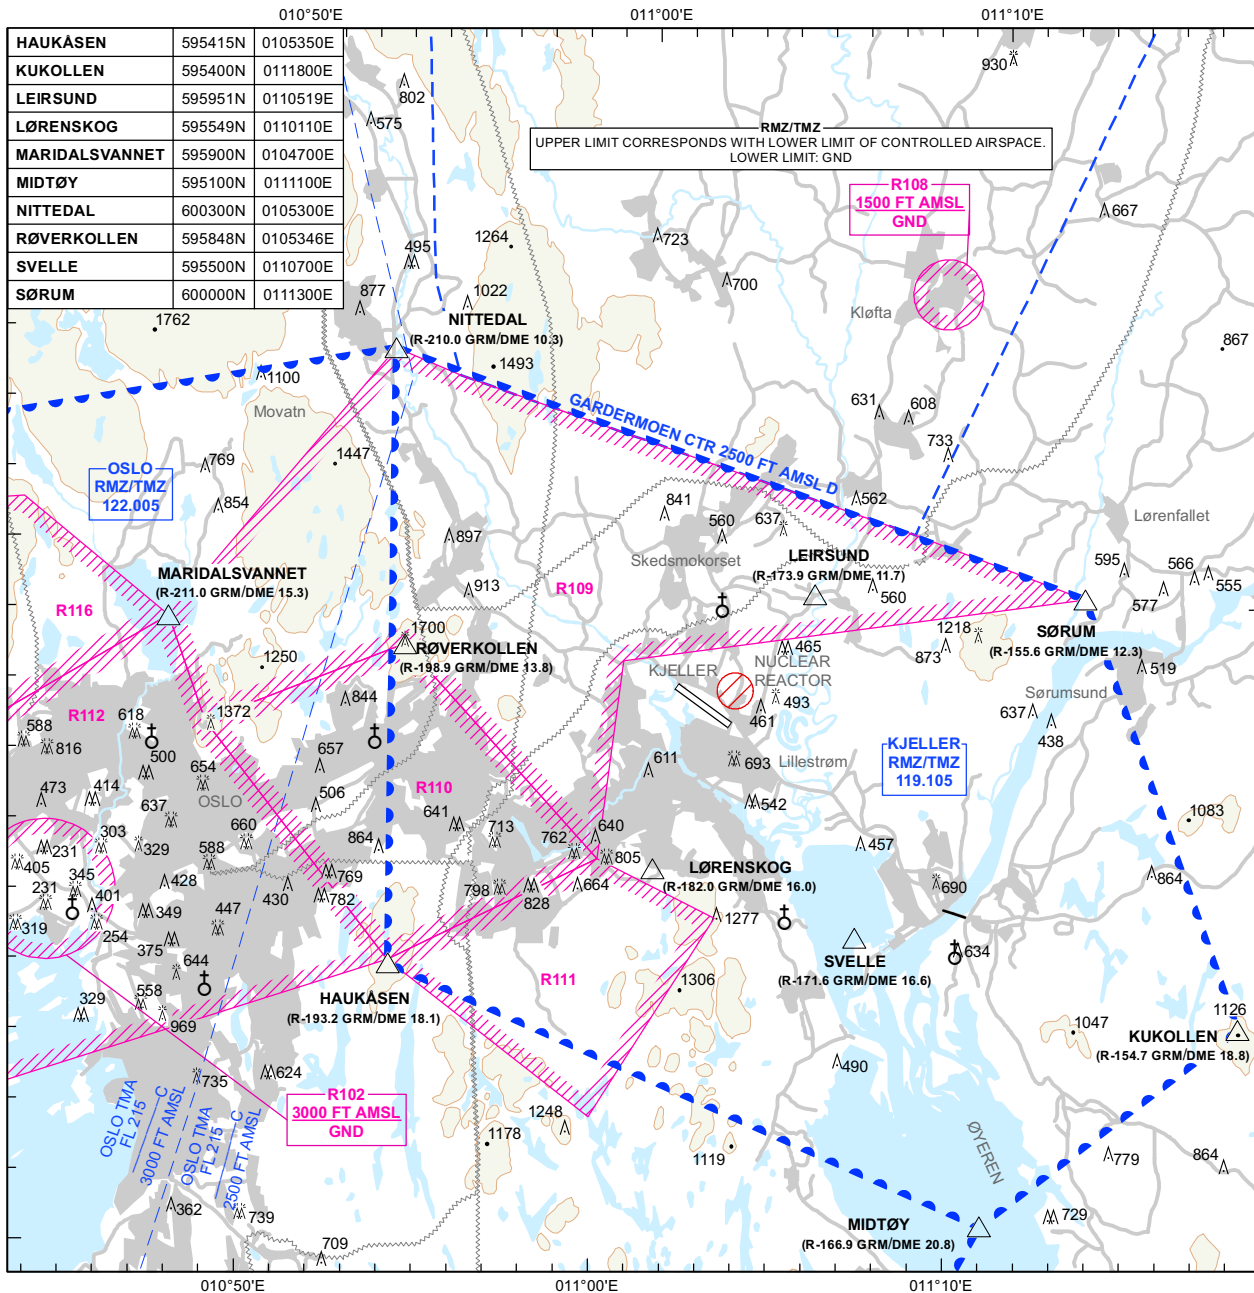 010°50'E
011°00'E
011°10'E
HAUKÅSEN 595415N 0105350E
KUKOLLEN 595400N 0111800E
LEIRSUND 595951N 0110519E
LØRENSKOG 595549N 0110110E
MARIDALSVANNET 595900N 0104700E
MIDTØY 595100N 0111100E
NITTEDAL 600300N 0105300E
RØVERKOLLEN 595848N 0105346E
SVELLE 595500N 0110700E
SØRUM 600000N 0111300E
930
802
575
RMZ/TMZ
UPPER LIMIT CORRESPONDS WITH LOWER LIMIT OF CONTROLLED AIRSPACE.
LOWER LIMIT: GND
R108
1500 FT AMSL
GND
667
723
1264
495
700
877
1022
Kløfta
NITTEDAL
(R-210.0 GRM/DME 10.3)
1762
867
1493
1100
Movatn
GARDERMOEN CTR 2500 FT AMSL D
631
608
733
1447
769
OSLO
RMZ/TMZ
122.005
854
841
562
560
637
897
Lørenfallet
Skedsmokorset
LEIRSUND
(R-173.9 GRM/DME 11.7)
595
566
555
577
560
MARIDALSVANNET
(R-211.0 GRM/DME 15.3)
913
R109
R116
1700
RØVERKOLLEN
(R-198.9 GRM/DME 13.8)
1218
873
SØRUM
(R-155.6 GRM/DME 12.3)
465
1250
KJELLER
NUCLEAR
REACTOR
519
844
493
461
Sørumsund
637
438
R112
618
1372
588
816
500
657
611
693
Lillestrøm
KJELLER
RMZ/TMZ
119.105
654
R110
473
414
OSLO
506
542
637
641
1083
303
660
713
640
329
588
864
762
805
457
231
405
LØRENSKOG
(R-182.0 GRM/DME 16.0)
345
428
430
769
782
798
828
664
690
864
231
401
349
447
1277
319
254
375
634
644
SVELLE
(R-171.6 GRM/DME 16.6)
R111
558
HAUKÅSEN
(R-193.2 GRM/DME 18.1)
1306
329
969
1126
1047
KUKOLLEN
(R-154.7 GRM/DME 18.8)
490
735
624
R102
3000 FT AMSL
GND
OSLO TMA
FL 215 C
3000 FT AMSL
OSLO TMA
FL 215 C
2500 FT AMSL
1248
1178
1119
ØYEREN
779
864
362
739
729
MIDTØY
(R-166.9 GRM/DME 20.8)
709
010°50'E
011°00'E
011°10'E